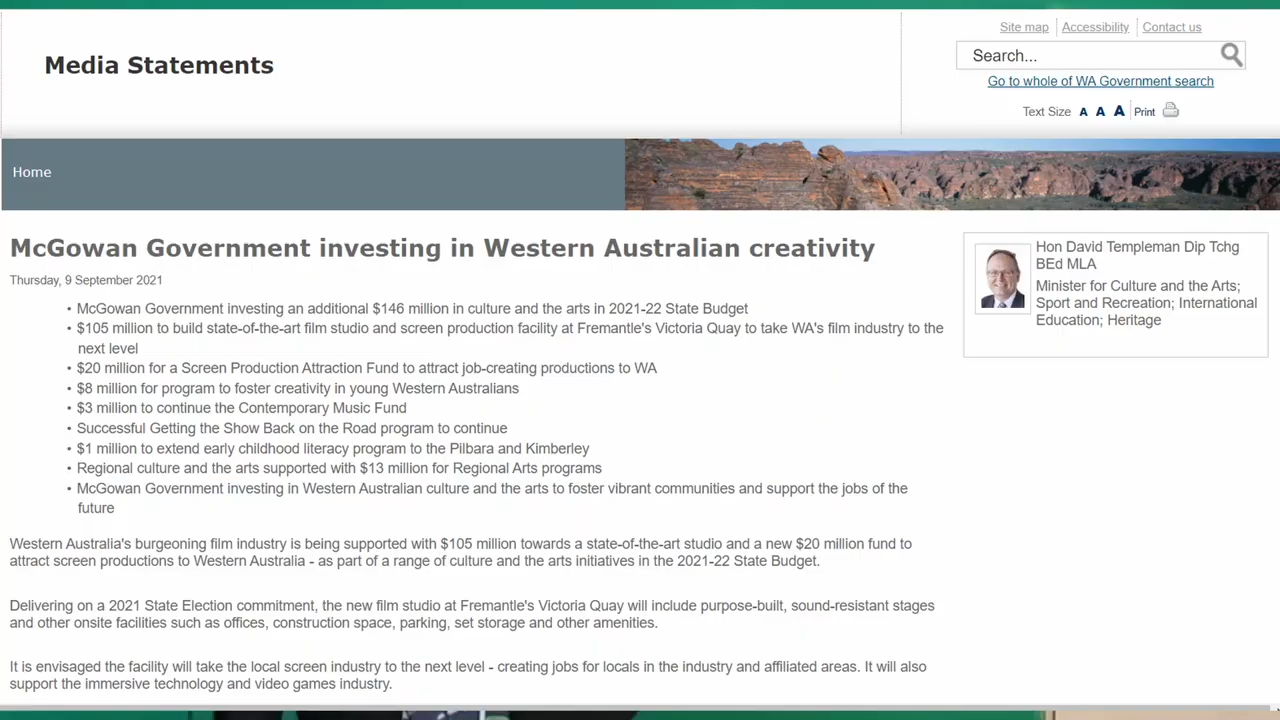 Site map
Accessibility
Contact us
Media Statements
Search...
Go to whole of WA Government search
Text Size A A A Print
Home
McGowan Government investing in Western Australian creativity
Thursday, 9 September 2021
• McGowan Government investing an additional $146 million in culture and the arts in 2021-22 State Budget
• $105 million to build state-of-the-art film studio and screen production facility at Fremantle's Victoria Quay to take WA's film industry to the
next level
• $20 million for a Screen Production Attraction Fund to attract job-creating productions to WA
• $8 million for program to foster creativity in young Western Australians
• $3 million to continue the Contemporary Music Fund
• Successful Getting the Show Back on the Road program to continue
• $1 million to extend early childhood literacy program to the Pilbara and Kimberley
• Regional culture and the arts supported with $13 million for Regional Arts programs
• McGowan Government investing in Western Australian culture and the arts to foster vibrant communities and support the jobs of the
future
Western Australia's burgeoning film industry is being supported with $105 million towards a state-of-the-art studio and a new $20 million fund to
attract screen productions to Western Australia - as part of a range of culture and the arts initiatives in the 2021-22 State Budget.
Delivering on a 2021 State Election commitment, the new film studio at Fremantle's Victoria Quay will include purpose-built, sound-resistant stages
and other onsite facilities such as offices, construction space, parking, set storage and other amenities.
It is envisaged the facility will take the local screen industry to the next level - creating jobs for locals in the industry and affiliated areas. It will also
support the immersive technology and video games industry.
Hon David Templeman Dip Tchg
BEd MLA
Minister for Culture and the Arts;
Sport and Recreation; International
Education; Heritage